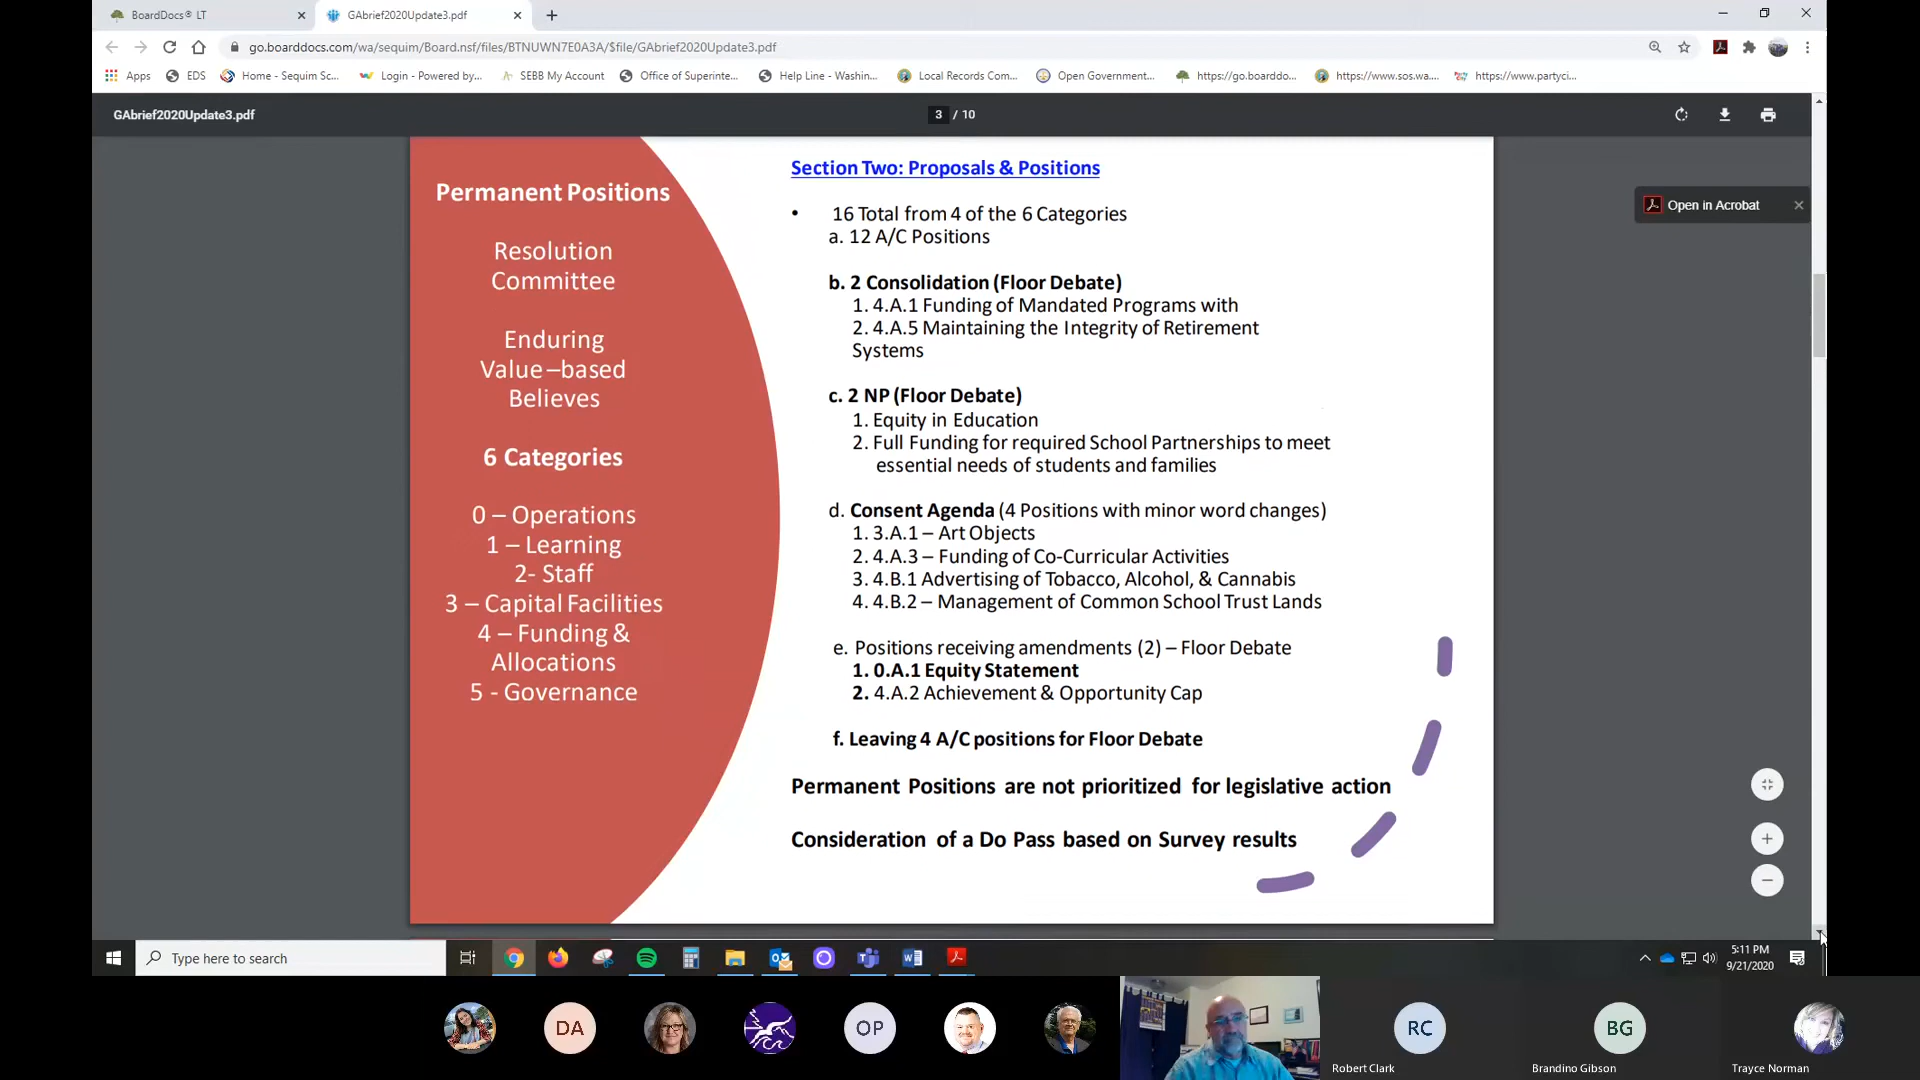 BoardDocs® LT
GAbrief2020Update3.pdf
go.boarddocs.com/wa/sequim/Board.nsf/files/BTNUWN7E0A3A/$file/GAbrief2020Update3.pdf
Apps
EDS
Home - Sequim Sc...
Login - Powered by...
SEBB My Account
Office of Superinte...
Help Line - Washin...
Local Records Com...
Open Government...
https://go.boarddo...
https://www.sos.wa....
https://www.partyci...
GAbrief2020Update3.pdf
3 / 10
Open in Acrobat
Permanent Positions
Resolution
Committee
Enduring
Value –based
Believes
6 Categories
0 – Operations
1 – Learning
2- Staff
3 – Capital Facilities
4 – Funding &
Allocations
5 - Governance
Section Two: Proposals & Positions
• 16 Total from 4 of the 6 Categories
a. 12 A/C Positions
b. 2 Consolidation (Floor Debate)
1. 4.A.1 Funding of Mandated Programs with
2. 4.A.5 Maintaining the Integrity of Retirement
Systems
c. 2 NP (Floor Debate)
1. Equity in Education
2. Full Funding for required School Partnerships to meet
essential needs of students and families
d. Consent Agenda (4 Positions with minor word changes)
1. 3.A.1 – Art Objects
2. 4.A.3 – Funding of Co-Curricular Activities
3. 4.B.1 Advertising of Tobacco, Alcohol, & Cannabis
4. 4.B.2 – Management of Common School Trust Lands
e. Positions receiving amendments (2) – Floor Debate
1. 0.A.1 Equity Statement
2. 4.A.2 Achievement & Opportunity Cap
f. Leaving 4 A/C positions for Floor Debate
Permanent Positions are not prioritized for legislative action
Consideration of a Do Pass based on Survey results
Type here to search
5:11 PM
9/21/2020
DA
OP
RC
BG
Robert Clark
Brandino Gibson
Trayce Norman